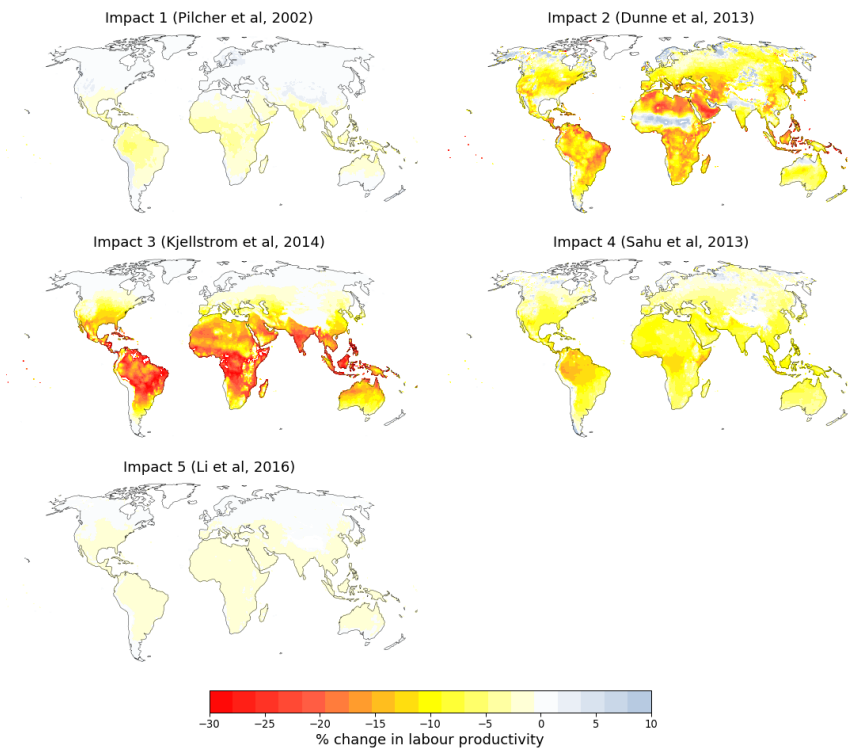 Impact 1 (Pilcher et al, 2002)
Impact 2 (Dunne et al, 2013)
Impact 3 (Kjellstrom et al, 2014)
Impact 4 (Sahu et al, 2013)
Impact 5 (Li et al, 2016)
−30 −25 −20 −15 −10 −5 0 5 10
% change in labour productivity